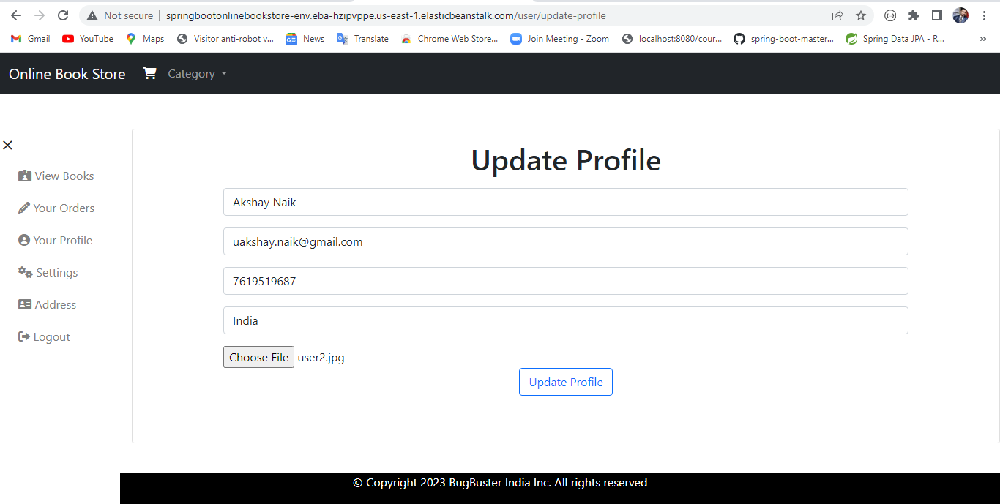 Not secure | springbootonlinebookstore-env.eba-hzipvppe.us-east-1.elasticbeanstalk.com/user/update-profile
Gmail YouTube Maps Visitor anti-robot v... News Translate Chrome Web Store... Join Meeting - Zoom localhost:8080/cour... spring-boot-master... Spring Data JPA - R... »
Online Book Store Category
Update Profile
Akshay Naik
uakshay.naik@gmail.com
7619519687
India
Choose File user2.jpg
Update Profile
View Books
Your Orders
Your Profile
Settings
Address
Logout
© Copyright 2023 BugBuster India Inc. All rights reserved